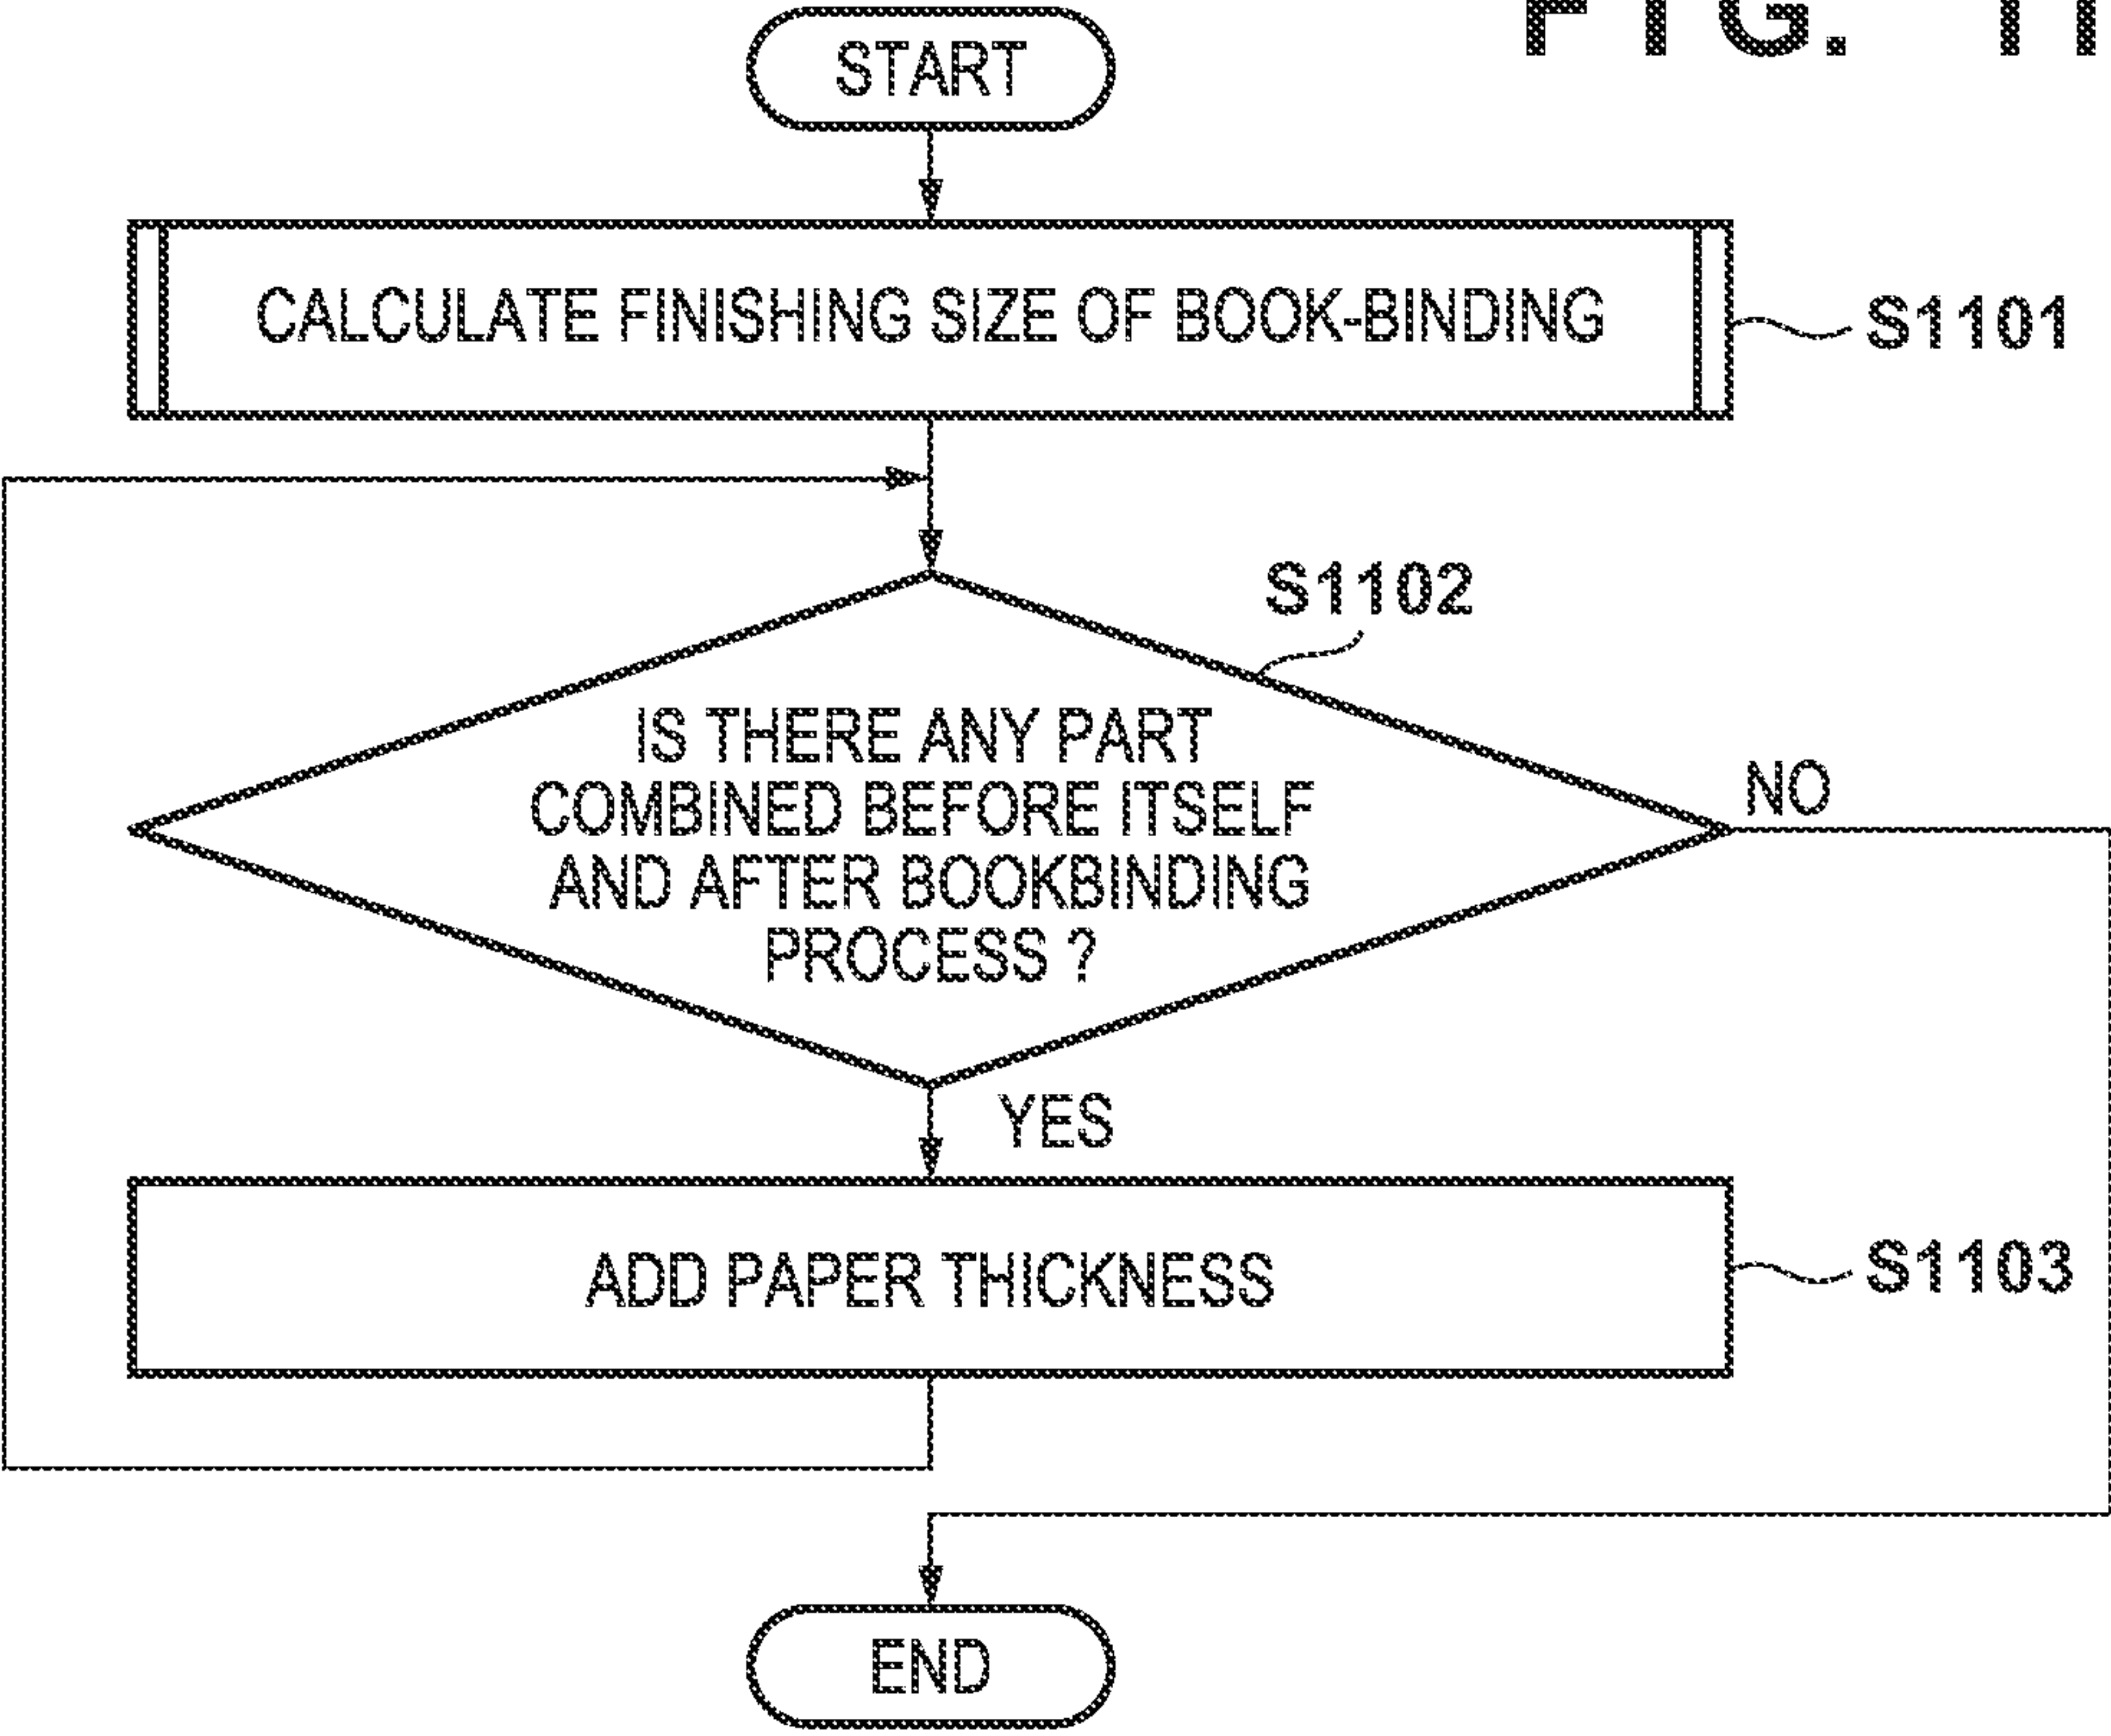 FIG. 11
START
CALCULATE FINISHING SIZE OF BOOK-BINDING
S1101
S1102
IS THERE ANY PART
COMBINED BEFORE ITSELF
AND AFTER BOOKBINDING
PROCESS ?
NO
YES
ADD PAPER THICKNESS
S1103
END